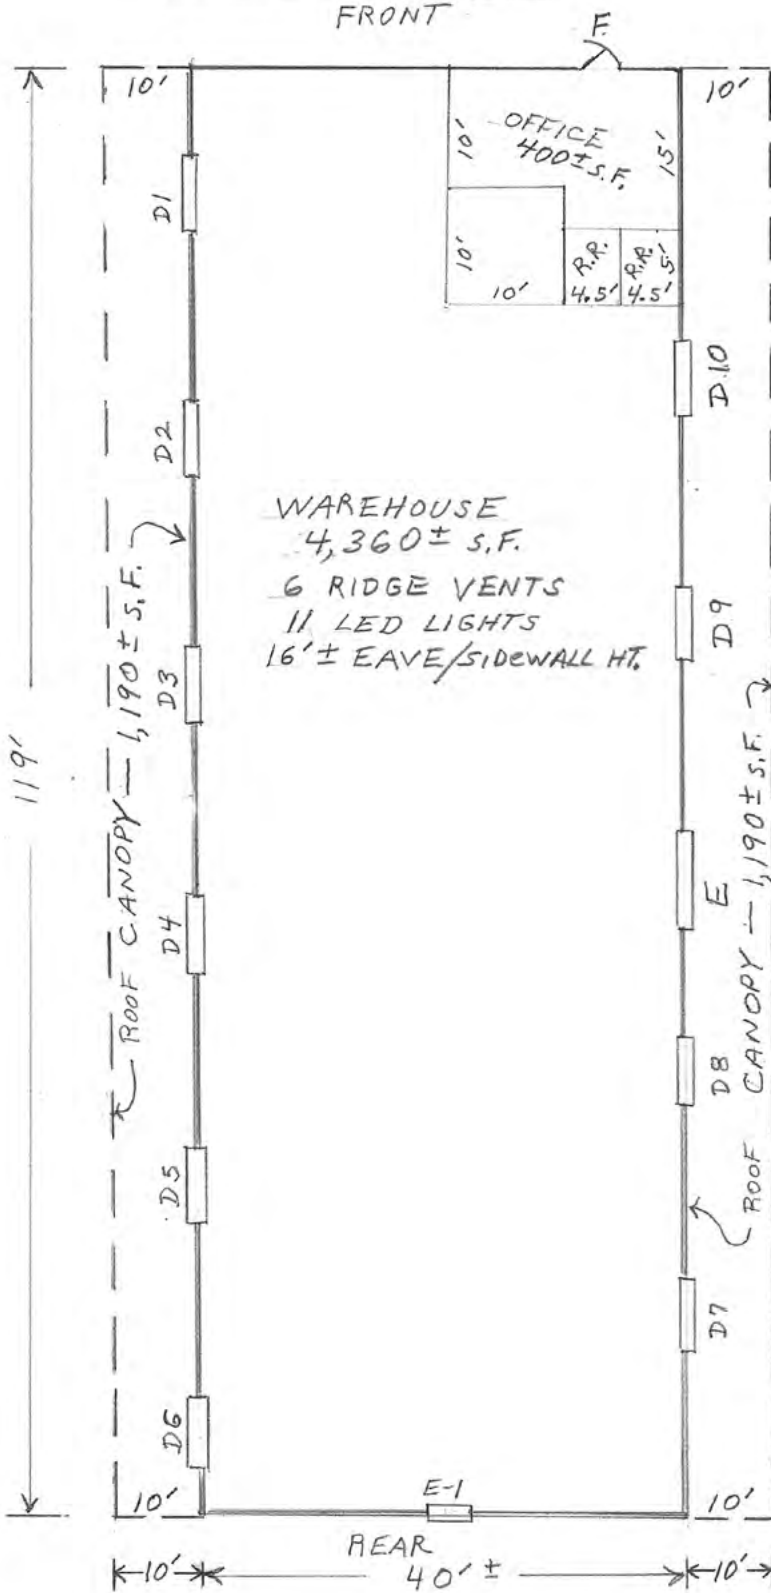 FRONT
F.
10'
10'
OFFICE
400± S.F.
10'
15'
D1
10'
10'
R.R.
4.5'
R.R.
4.5'
5'
D10
D2
WAREHOUSE
4,360± S.F.
6 RIDGE VENTS
11 LED LIGHTS
16'± EAVE/SIDEWALL HT.
D9
D3
119'
ROOF CANOPY — 1,190± S.F.
ROOF CANOPY — 1,190± S.F.
E
D4
D8
D5
D7
D6
E-1
10'
10'
REAR
10'
40'±
10'